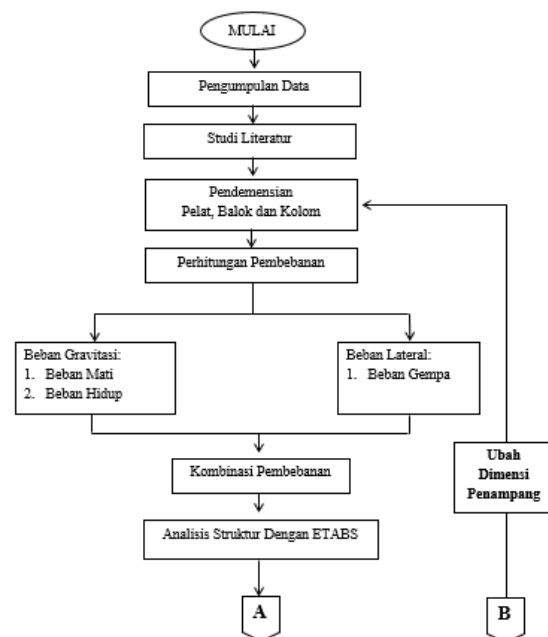 MULAI
Pengumpulan Data
Studi Literatur
Pendemensian
Pelat, Balok dan Kolom
Perhitungan Pembebanan
Beban Gravitasi:
1. Beban Mati
2. Beban Hidup
Beban Lateral:
1. Beban Gempa
Kombinasi Pembebanan
Analisis Struktur Dengan ETABS
A
Ubah
Dimensi
Penampang
B